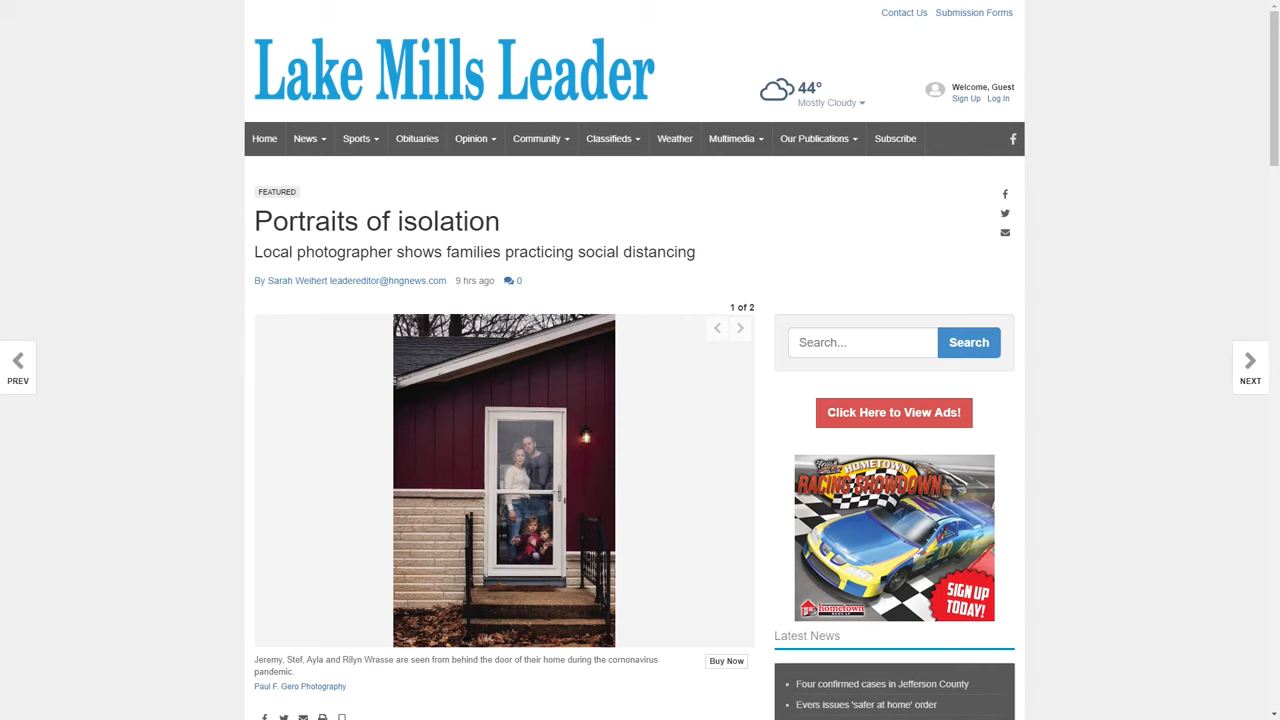 Contact Us Submission Forms
Lake Mills Leader
44°
Mostly Cloudy
Welcome, Guest
Sign Up Log In
Home News Sports Obituaries Opinion Community Classifieds Weather Multimedia Our Publications Subscribe
FEATURED
Portraits of isolation
Local photographer shows families practicing social distancing
By Sarah Weihert leadereditor@hngnews.com 9 hrs ago 0
1 of 2
Search... Search
PREV
NEXT
Click Here to View Ads!
HOMETOWN
RACING SHOWDOWN
SIGN UP
TODAY!
hometown
Latest News
Jeremy, Stef, Ayla and Rilyn Wrasse are seen from behind the door of their home during the cornonavirus
pandemic.
Buy Now
Paul F. Gero Photography
Four confirmed cases in Jefferson County
Evers issues 'safer at home' order